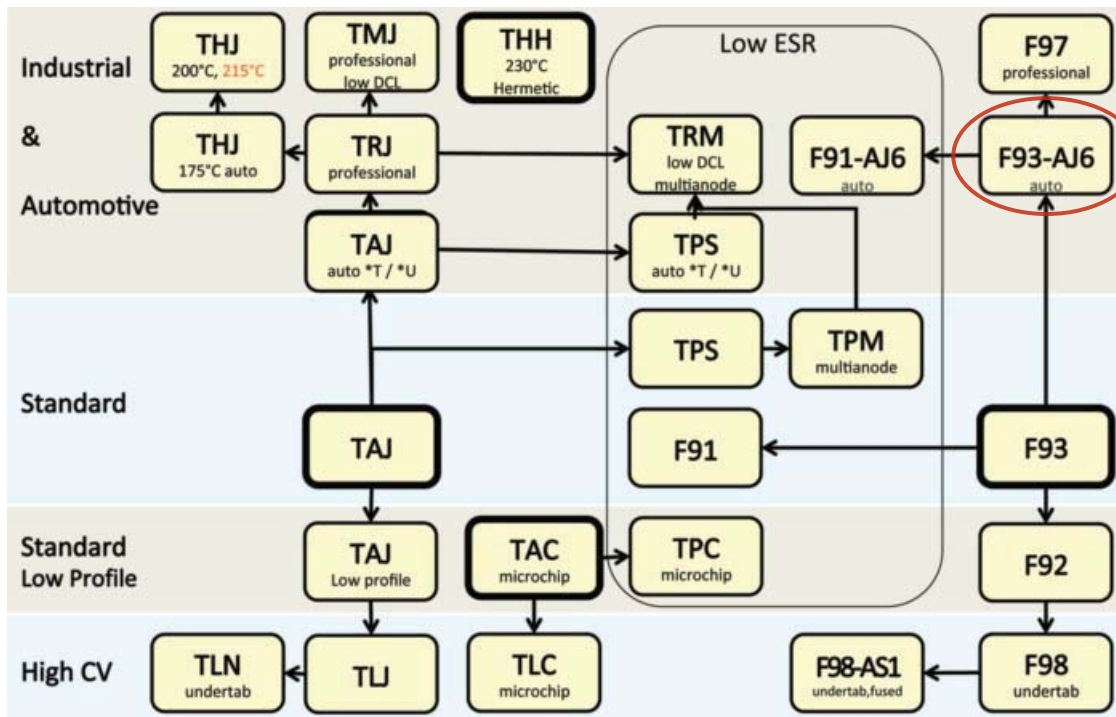 Industrial
&
Automotive
THJ
200°C, 215°C
TMJ
professional
low DCL
THH
230°C
Hermetic
Low ESR
F97
professional
THJ
175°C auto
TRJ
professional
TRM
low DCL
multianode
F91-AJ6
auto
F93-AJ6
auto
TAJ
auto *T / *U
TPS
auto *T / *U
Standard
TPS
TPM
multianode
TAJ
F91
F93
Standard
Low Profile
TAJ
Low profile
TAC
microchip
TPC
microchip
F92
High CV
TLN
undertab
TLJ
TLC
microchip
F98-AS1
undertab,fused
F98
undertab